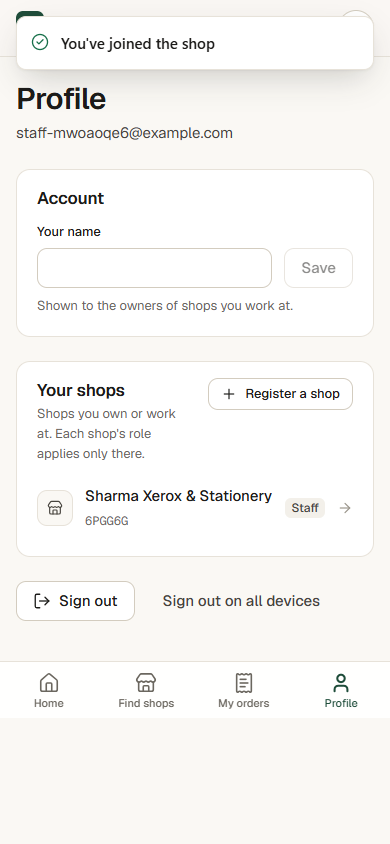 You've joined the shop
Profile
staff-mwoaoqe6@example.com
Account
Your name
Save
Shown to the owners of shops you work at.
Your shops
Register a shop
Shops you own or work
at. Each shop's role
applies only there.
Sharma Xerox & Stationery
6PGG6G
Staff
Sign out
Sign out on all devices
Home
Find shops
My orders
Profile